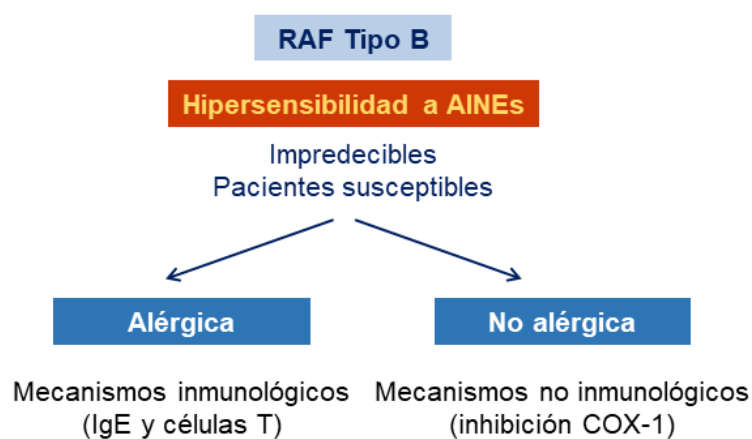 RAF Tipo B
Hipersensibilidad a AINEs
Impredecibles
Pacientes susceptibles
Alérgica
No alérgica
Mecanismos inmunológicos
(IgE y células T)
Mecanismos no inmunológicos
(inhibición COX-1)